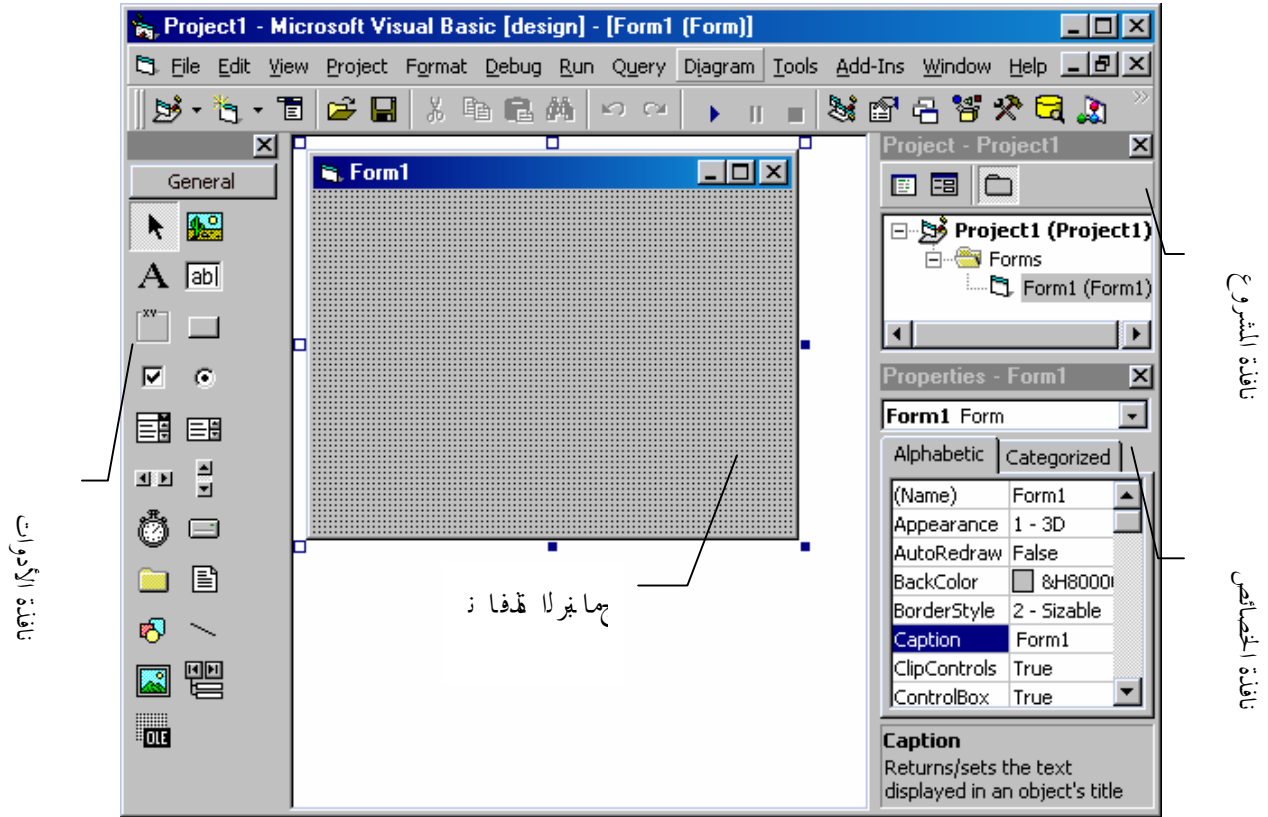 Project1 - Microsoft Visual Basic [design] - [Form1 (Form)]
File Edit View Project Format Debug Run Query Diagram Tools Add-Ins Window Help
General
A
ab
XY
OLE
Form1
Project - Project1
Project1 (Project1)
Forms
Form1 (Form1)
Properties - Form1
Form1 Form
Alphabetic Categorized
(Name) Form1
Appearance 1 - 3D
AutoRedraw False
BackColor &H8000
BorderStyle 2 - Sizable
Caption Form1
ClipControls True
ControlBox True
Caption
Returns/sets the text
displayed in an object's title
نافذة المشروع
نافذة الخصائص
نافذة الأدوات